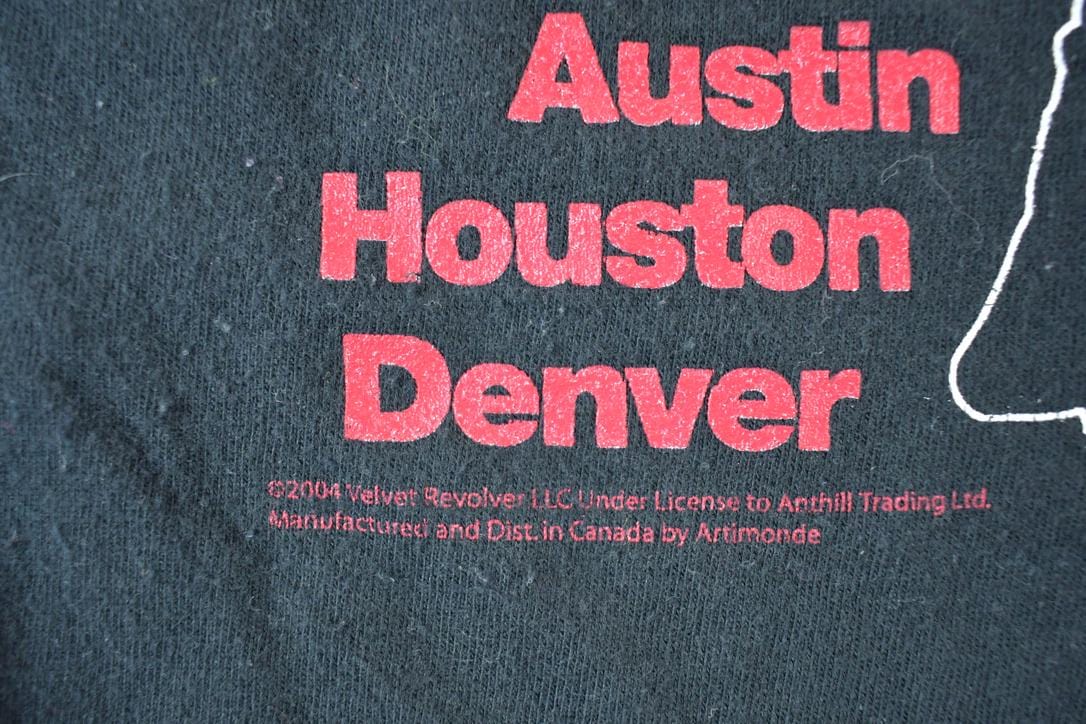 Austin
Houston
Denver
©2004 Velvet Revolver LLC Under License to Anthill Trading Ltd.
Manufactured and Dist. in Canada by Artimonde